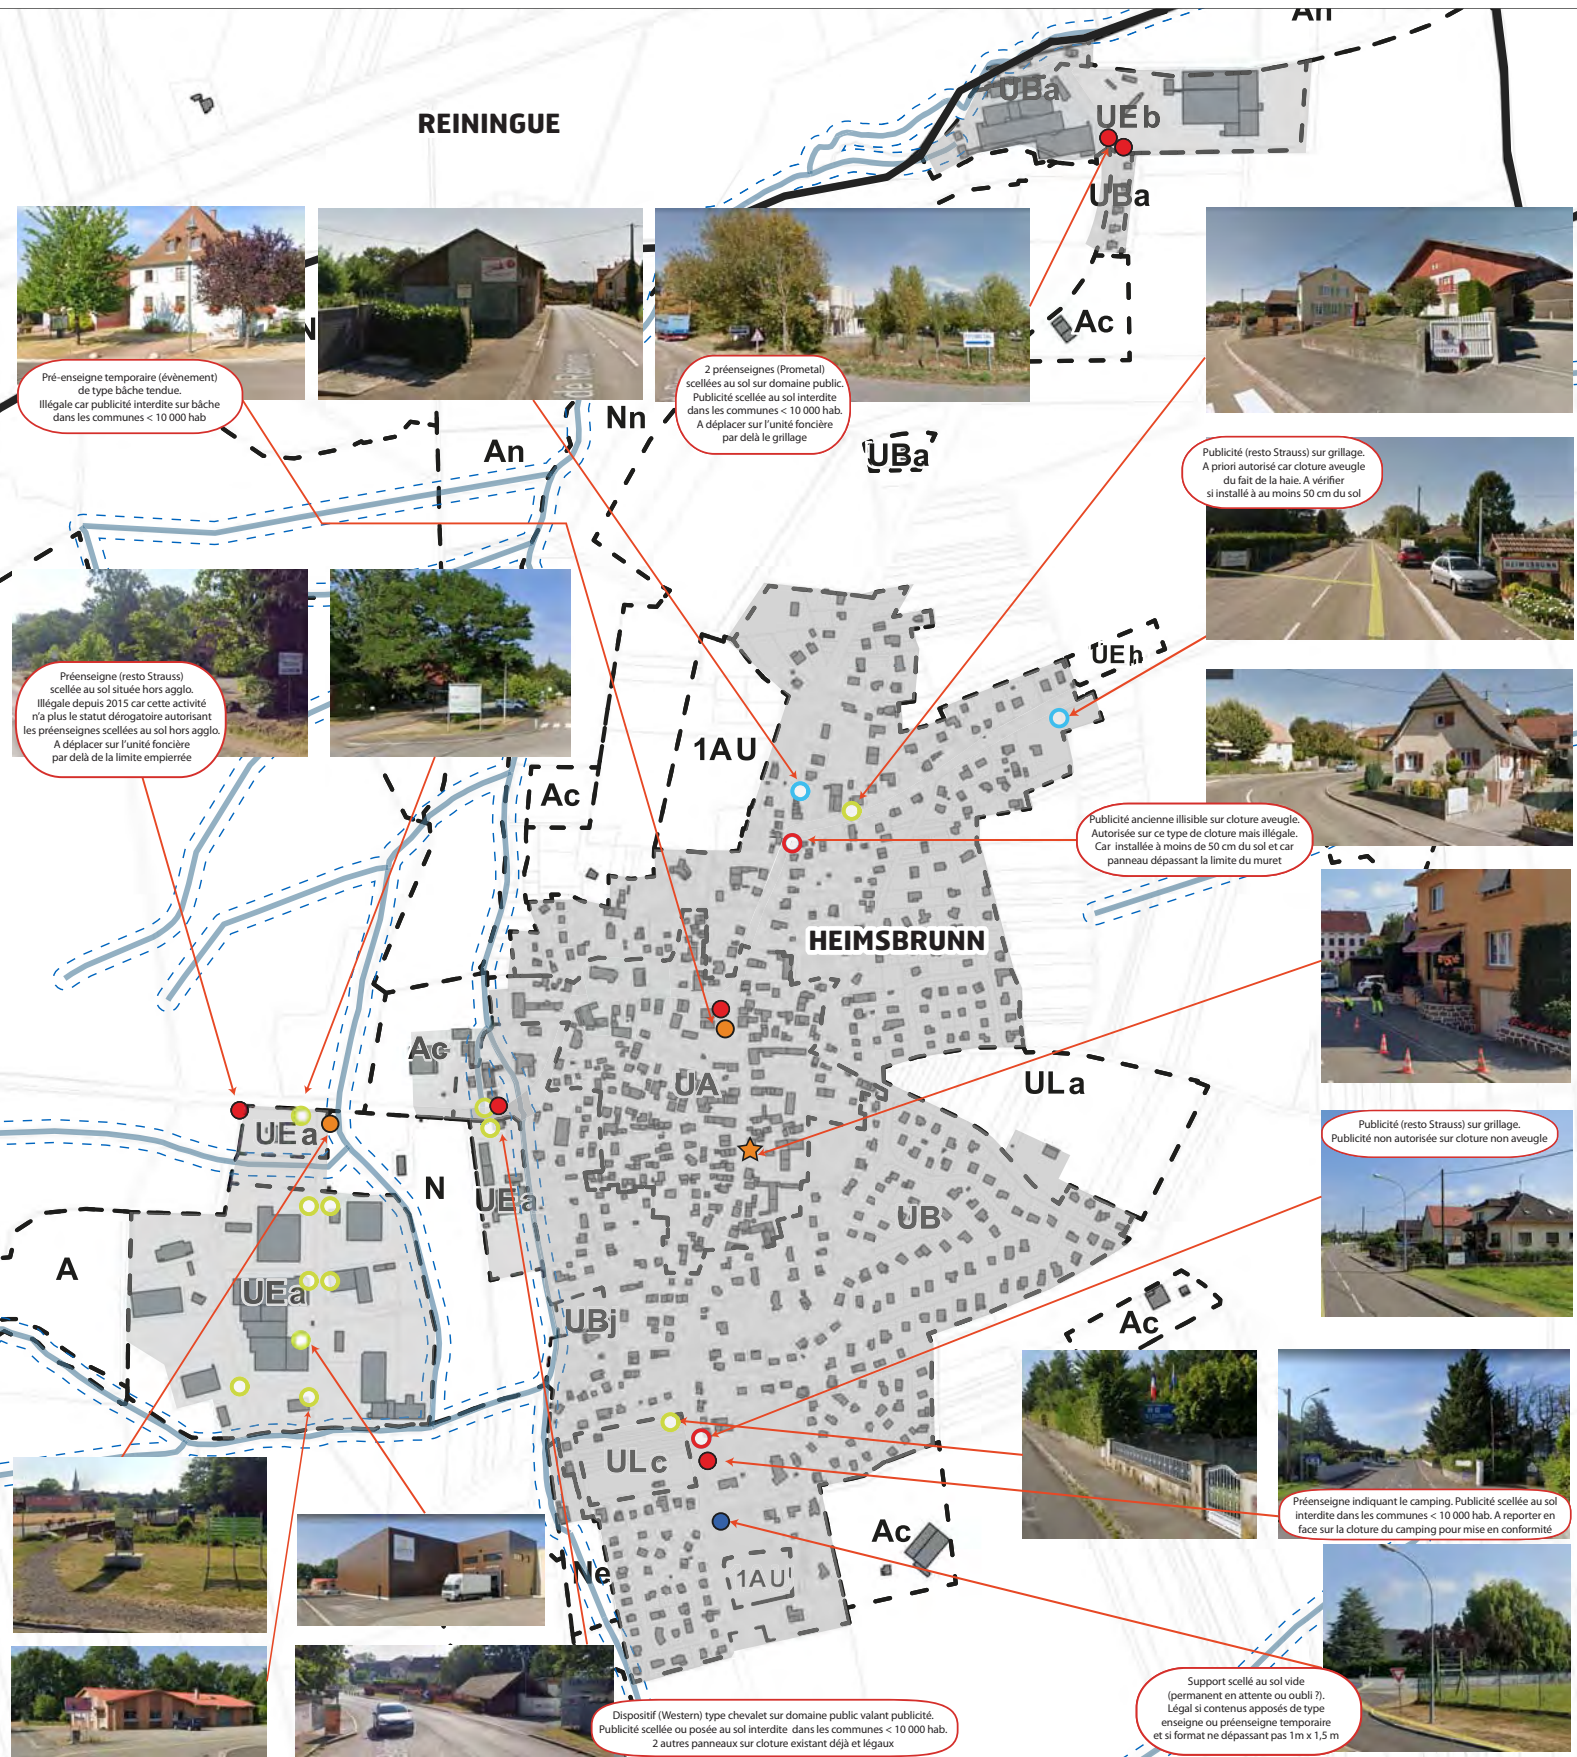 An
REININGUE
UBa
UEb
UBa
Ac
N
Pré-enseigne temporaire (évènement)
de type bâche tendue.
Illégale car publicité interdite sur bâche
dans les communes < 10 000 hab
2 préenseignes (Prometal)
scellées au sol sur domaine public.
Publicité scellée au sol interdite
dans les communes < 10 000 hab.
A déplacer sur l'unité foncière
par delà le grillage
Nn
An
UBa
Publicité (resto Strauss) sur grillage.
A priori autorisé car cloture aveugle
du fait de la haie. A vérifier
si installé à au moins 50 cm du sol
HEIMSBRUNN
Préenseigne (resto Strauss)
scellée au sol située hors agglo.
Illégale depuis 2015 car cette activité
n'a plus le statut dérogatoire autorisant
les préenseignes scellées au sol hors agglo.
A déplacer sur l'unité foncière
par delà de la limite empierrée
UEh
1AU
Ac
Publicité ancienne illisible sur cloture aveugle.
Autorisée sur ce type de cloture mais illégale.
Car installée à moins de 50 cm du sol et car
panneau dépassant la limite du muret
HEIMSBRUNN
Ac
UA
ULa
UEa
Publicité (resto Strauss) sur grillage.
Publicité non autorisée sur cloture non aveugle
N
UEa
UB
A
UEa
UBj
Ac
ULc
Préenseigne indiquant le camping. Publicité scellée au sol
interdite dans les communes < 10 000 hab. A reporter en
face sur la cloture du camping pour mise en conformité
Ac
Ne
1AU
Support scellé au sol vide
(permanent en attente ou oubli ?).
Légal si contenus apposés de type
enseigne ou préenseigne temporaire
et si format ne dépassant pas 1m x 1,5 m
Dispositif (Western) type chevalet sur domaine public valant publicité.
Publicité scellée ou posée au sol interdite dans les communes < 10 000 hab.
2 autres panneaux sur cloture existant déjà et légaux